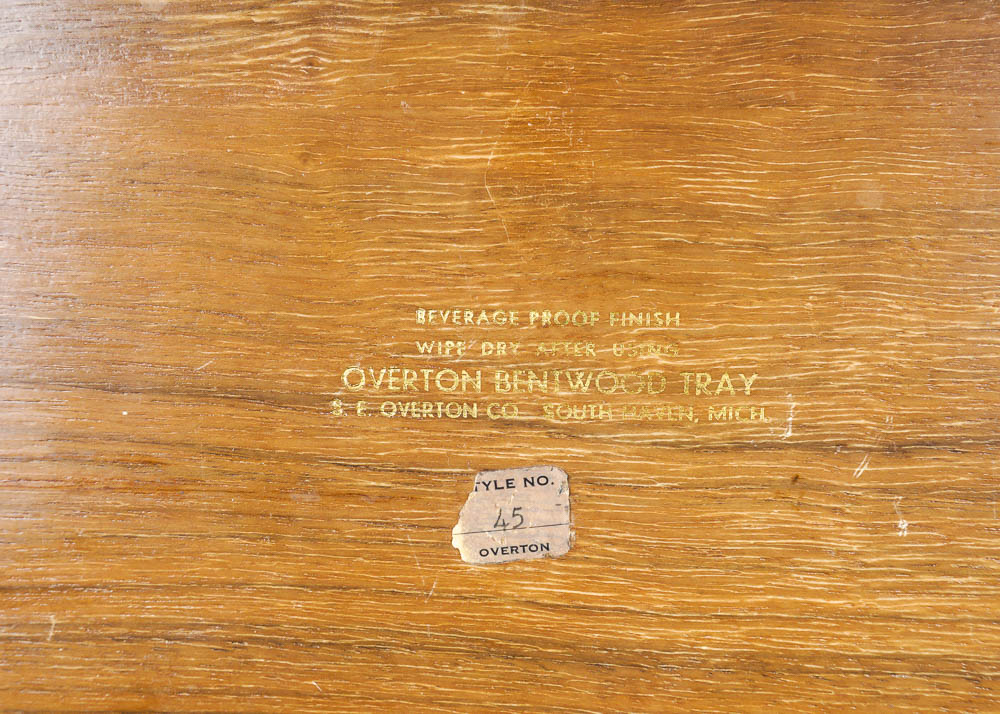 BEVERAGE PROOF FINISH
WIPE DRY AFTER USING
OVERTON BENTWOOD TRAY
S. E. OVERTON CO. SOUTH HAVEN, MICH.
TYLE NO.
45
OVERTON